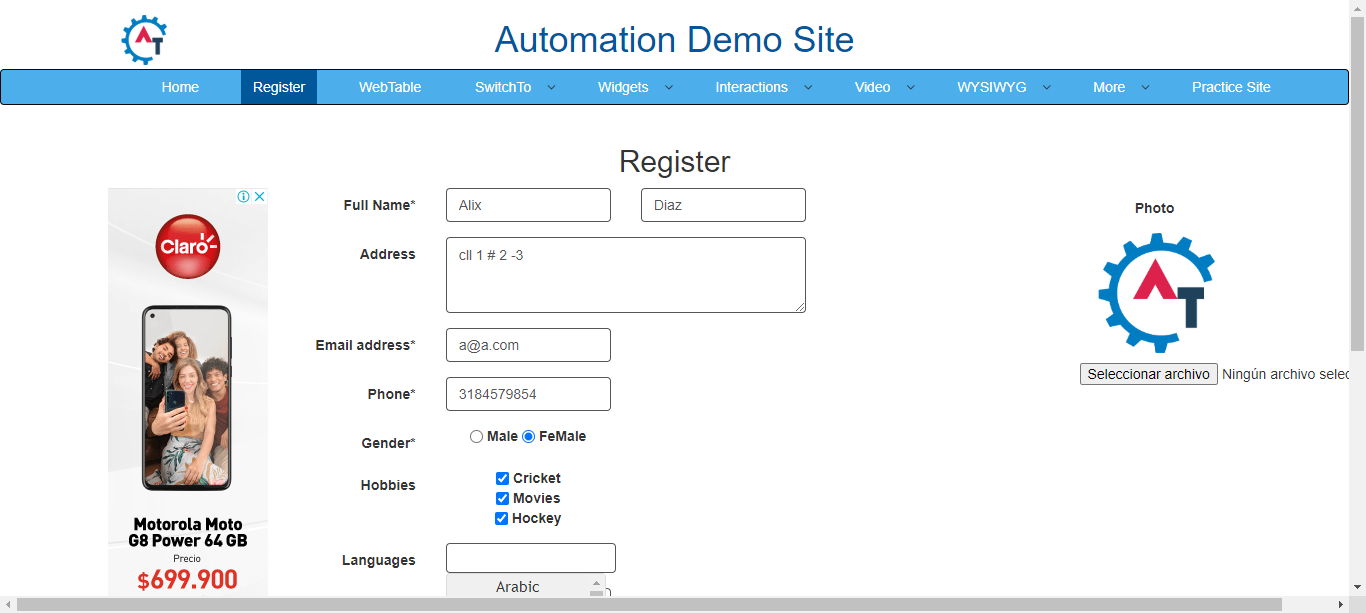 AT
Automation Demo Site
Home Register WebTable SwitchTo Widgets Interactions Video WYSIWYG More Practice Site
Register
Full Name* Alix Diaz
Address cll 1 # 2 -3
Email address* a@a.com
Phone* 3184579854
Gender* Male FeMale
Hobbies Cricket
Movies
Hockey
Languages
Arabic
Photo
AT
Seleccionar archivo Ningún archivo selec
Claro
Motorola Moto
G8 Power 64 GB
Precio
$699.900